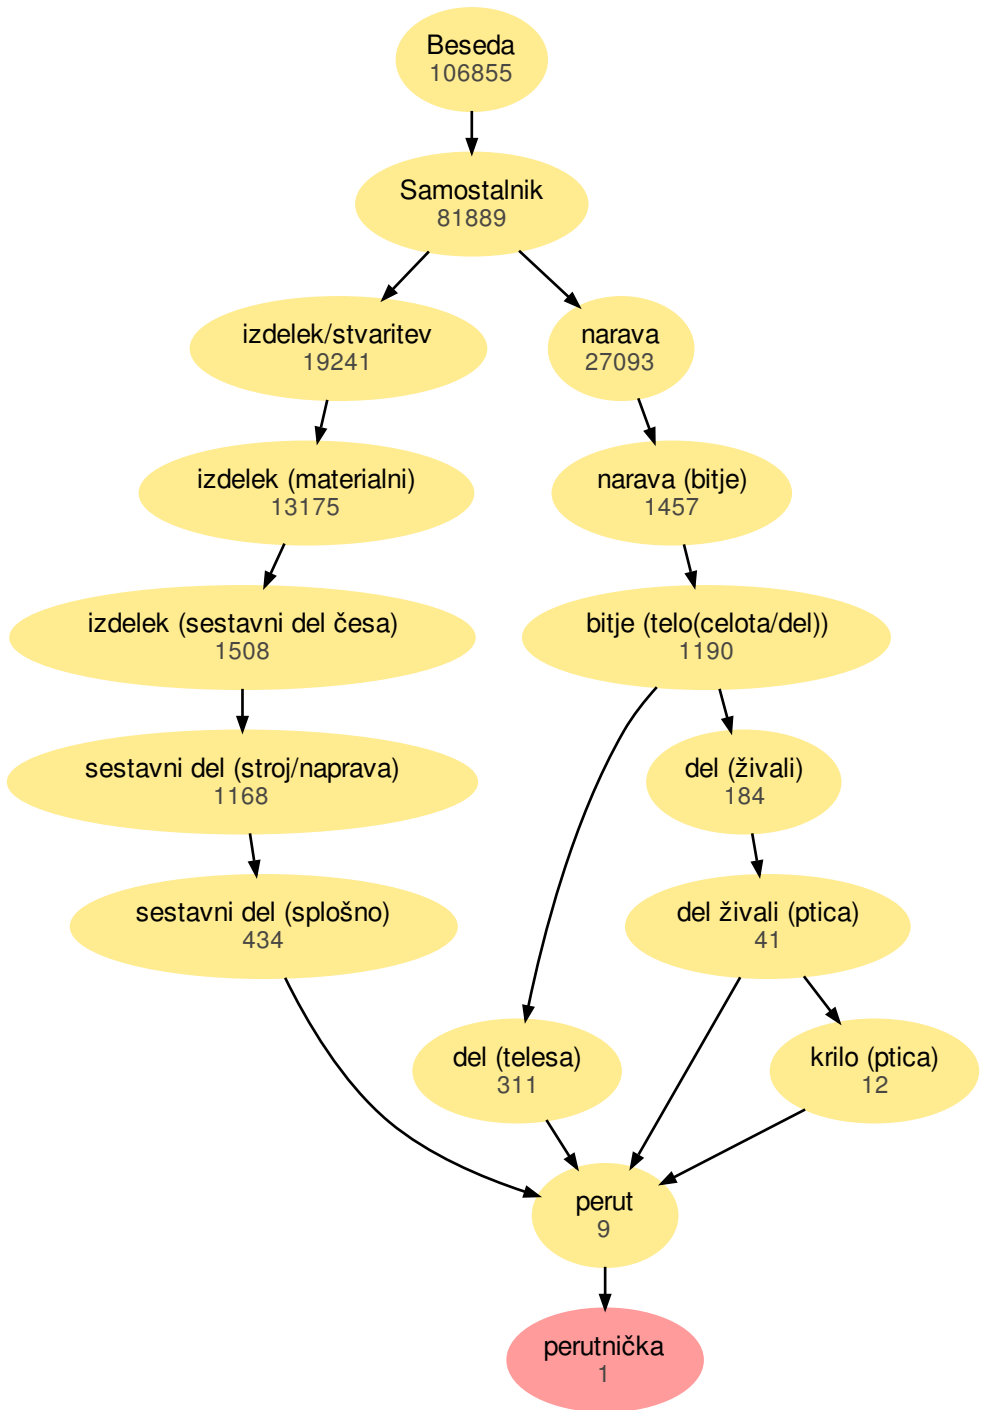 Beseda
106855
Samostalnik
81889
izdelek/stvaritev
19241
narava
27093
izdelek (materialni)
13175
narava (bitje)
1457
izdelek (sestavni del česa)
1508
bitje (telo(celota/del))
1190
sestavni del (stroj/naprava)
1168
del (živali)
184
sestavni del (splošno)
434
del živali (ptica)
41
del (telesa)
311
krilo (ptica)
12
perut
9
perutnička
1